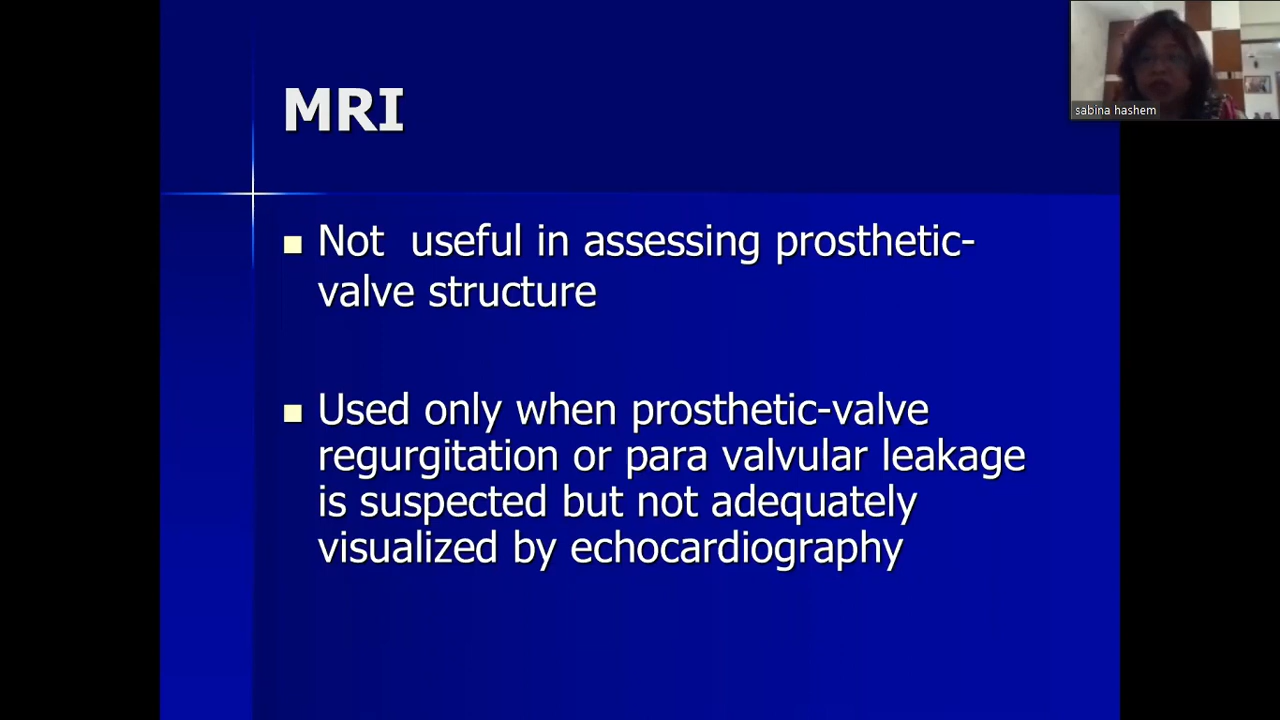 MRI
sabina hashem
Not useful in assessing prosthetic-
valve structure
Used only when prosthetic-valve
regurgitation or para valvular leakage
is suspected but not adequately
visualized by echocardiography